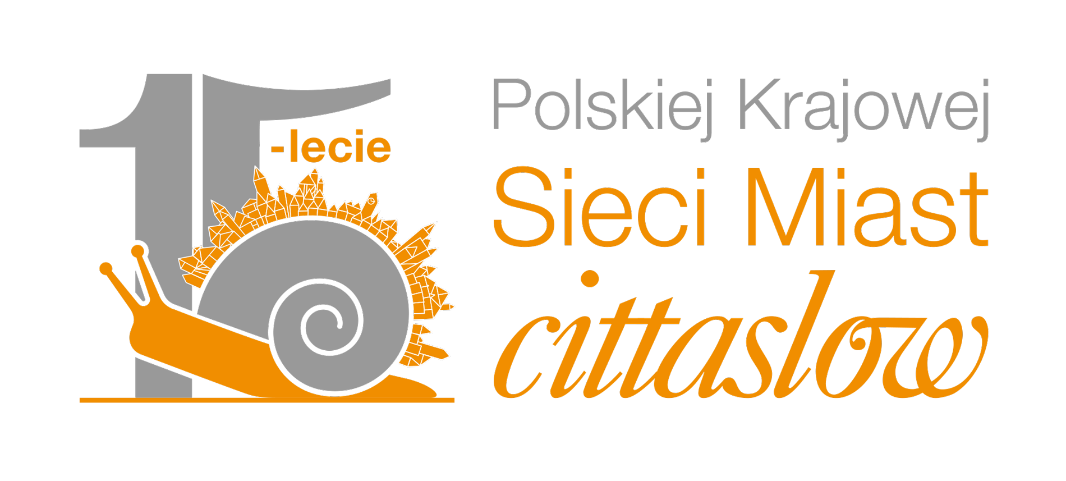 15
-lecie
Polskiej Krajowej
Sieci Miast
cittaslow